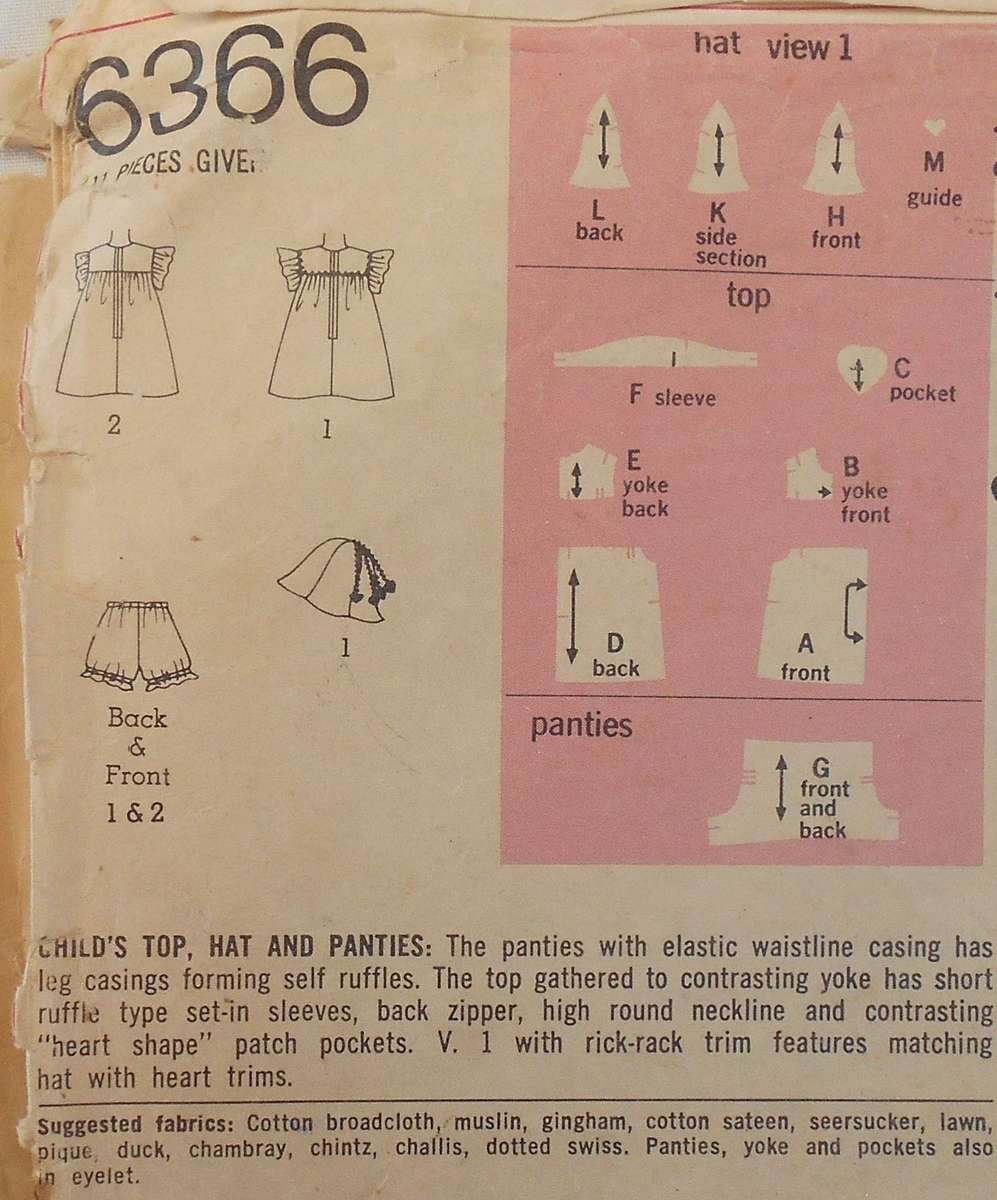 6366
11 PIECES GIVEN
2
1
1
Back
&
Front
1 & 2
hat view 1
L
back
K
side
section
H
front
M
guide
top
F sleeve
C
pocket
E
yoke
back
B
yoke
front
D
back
A
front
panties
G
front
and
back
CHILD'S TOP, HAT AND PANTIES: The panties with elastic waistline casing has
leg casings forming self ruffles. The top gathered to contrasting yoke has short
ruffle type set-in sleeves, back zipper, high round neckline and contrasting
"heart shape" patch pockets. V. 1 with rick-rack trim features matching
hat with heart trims.
Suggested fabrics: Cotton broadcloth, muslin, gingham, cotton sateen, seersucker, lawn,
pique, duck, chambray, chintz, challis, dotted swiss. Panties, yoke and pockets also
in eyelet.